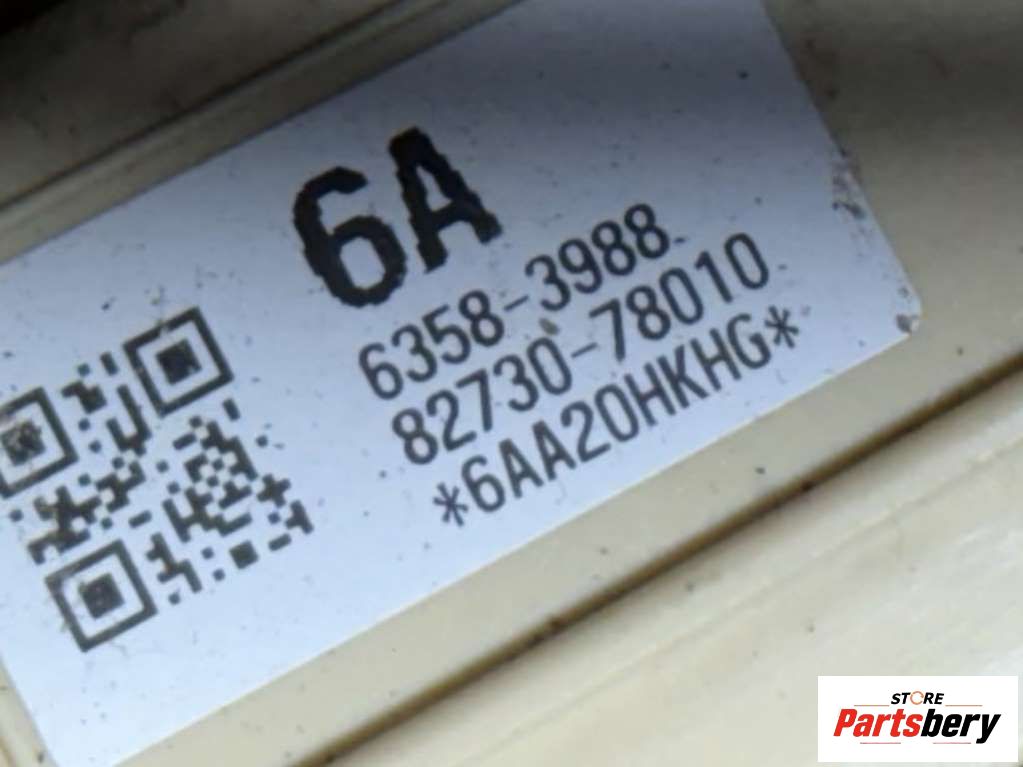 6A
6358-3988
82730-78010
*6AA20HKHG*
STORE
Partsbery